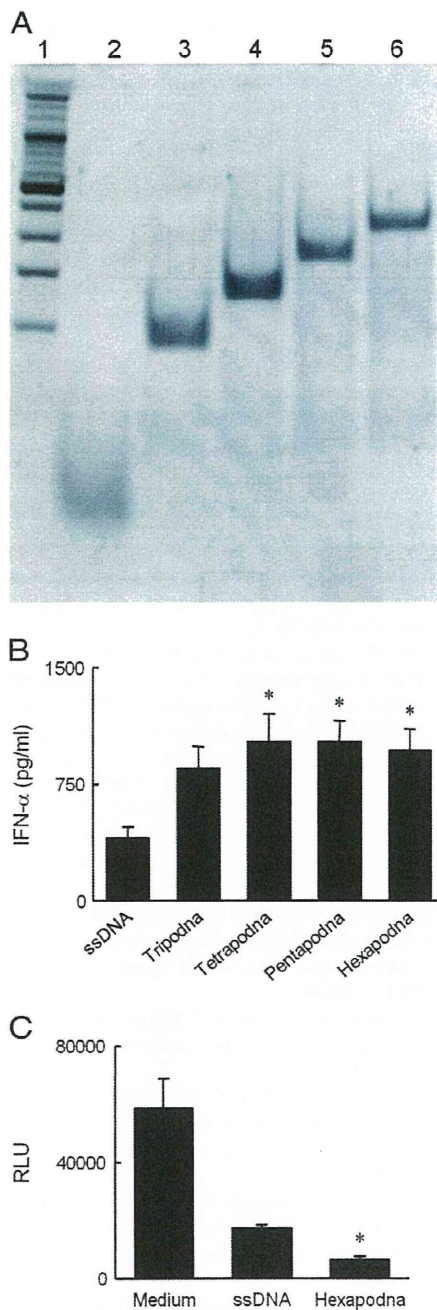 A
1 2 3 4 5 6
B
1500
750
0
IFN-α (pg/ml)
*
*
*
ssDNA
Tripodna
Tetrapodna
Pentapodna
Hexapodna
C
80000
40000
0
RLU
*
Medium ssDNA Hexapodna